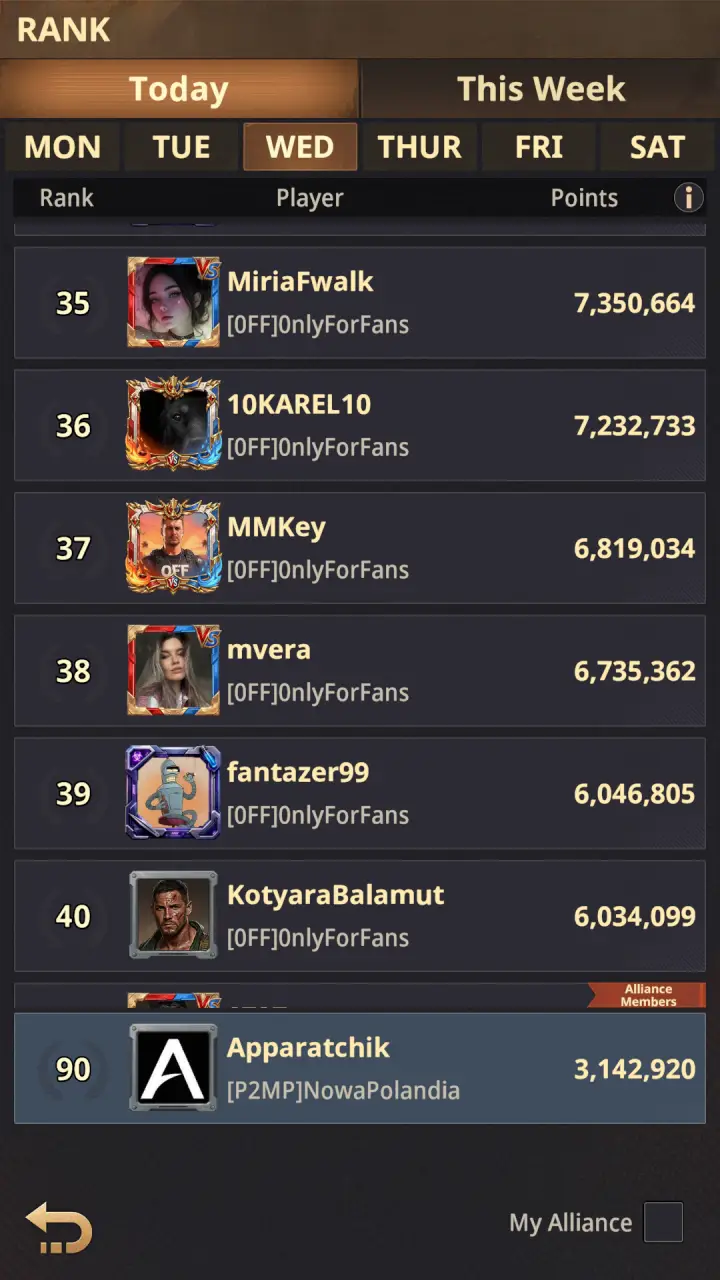 RANK
Today
This Week
MON TUE WED THUR FRI SAT
Rank Player Points
35 MiriaFwalk 7,350,664
[0FF]0nlyForFans
36 10KAREL10 7,232,733
[0FF]0nlyForFans
37 MMKey 6,819,034
OFF
[0FF]0nlyForFans
38 mvera 6,735,362
[0FF]0nlyForFans
39 fantazer99 6,046,805
[0FF]0nlyForFans
40 KotyaraBalamut 6,034,099
[0FF]0nlyForFans
Alliance
Members
90 Apparatchik 3,142,920
[P2MP]NowaPolandia
My Alliance